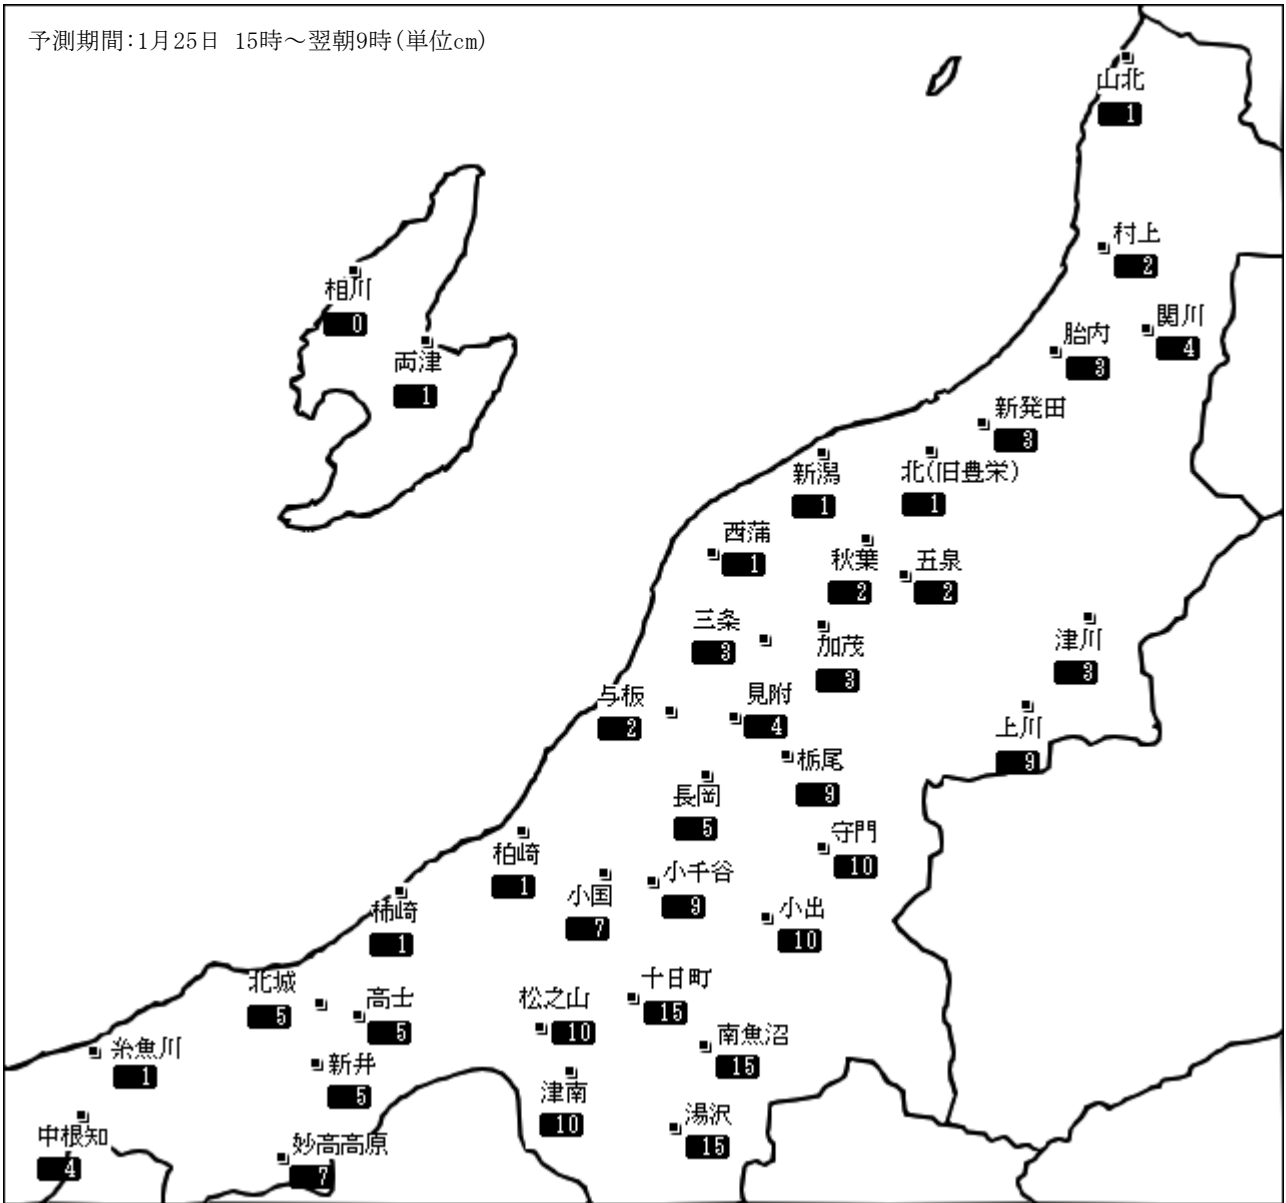 予測期間:1月25日 15時～翌朝9時(単位cm)
山北
1
村上
2
相川
0
関川
4
胎内
3
両津
1
新発田
3
新潟
1
北(旧豊栄)
1
西蒲
1
秋葉
2
五泉
2
三条
3
加茂
3
津川
3
与板
2
見附
4
上川
9
栃尾
9
長岡
5
守門
10
柏崎
1
小国
7
小千谷
9
小出
10
柿崎
1
北城
5
高士
5
松之山
10
十日町
15
南魚沼
15
糸魚川
1
新井
5
津南
10
湯沢
15
中根知
4
妙高高原
7